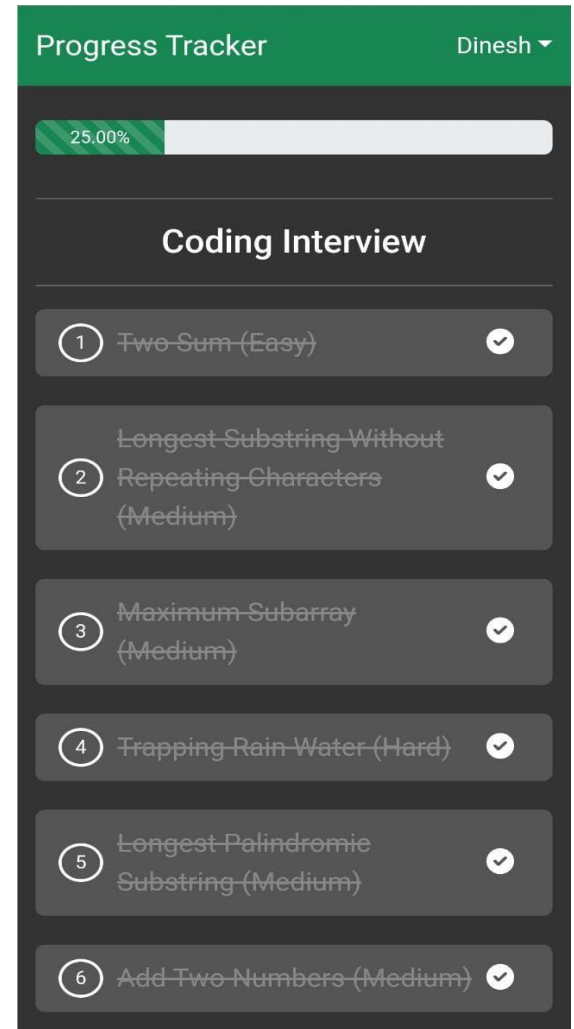 Progress Tracker Dinesh
25.00%
Coding Interview
1 Two Sum (Easy)
Longest Substring Without
2 Repeating Characters
(Medium)
Maximum Subarray
3
(Medium)
4 Trapping Rain Water (Hard)
Longest Palindromic
5
Substring (Medium)
6 Add Two Numbers (Medium)